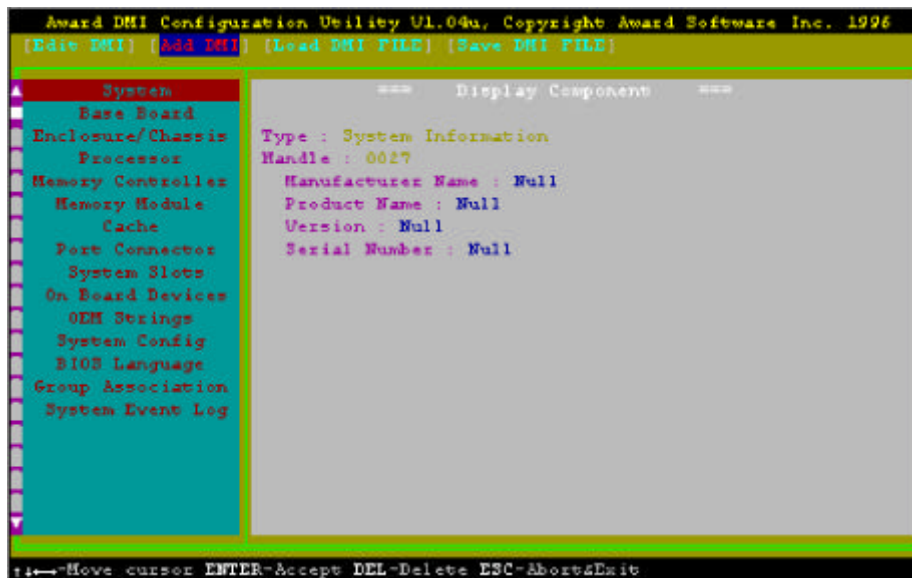 Award DMI Configuration Utility V1.04u, Copyright Award Software Inc. 1996
[Edit DMI] [Add DMI] [Load DMI FILE] [Save DMI FILE]
System
Base Board
Enclosure/Chassis
Processor
Memory Controller
Memory Module
Cache
Port Connector
System Slots
On Board Devices
OEM Strings
System Config
BIOS Language
Group Association
System Event Log
=== Display Component ===
Type : System Information
Handle : 0027
Manufacturer Name : Null
Product Name : Null
Version : Null
Serial Number : Null
↑↓←→-Move cursor ENTER-Accept DEL-Delete ESC-Abort&Exit